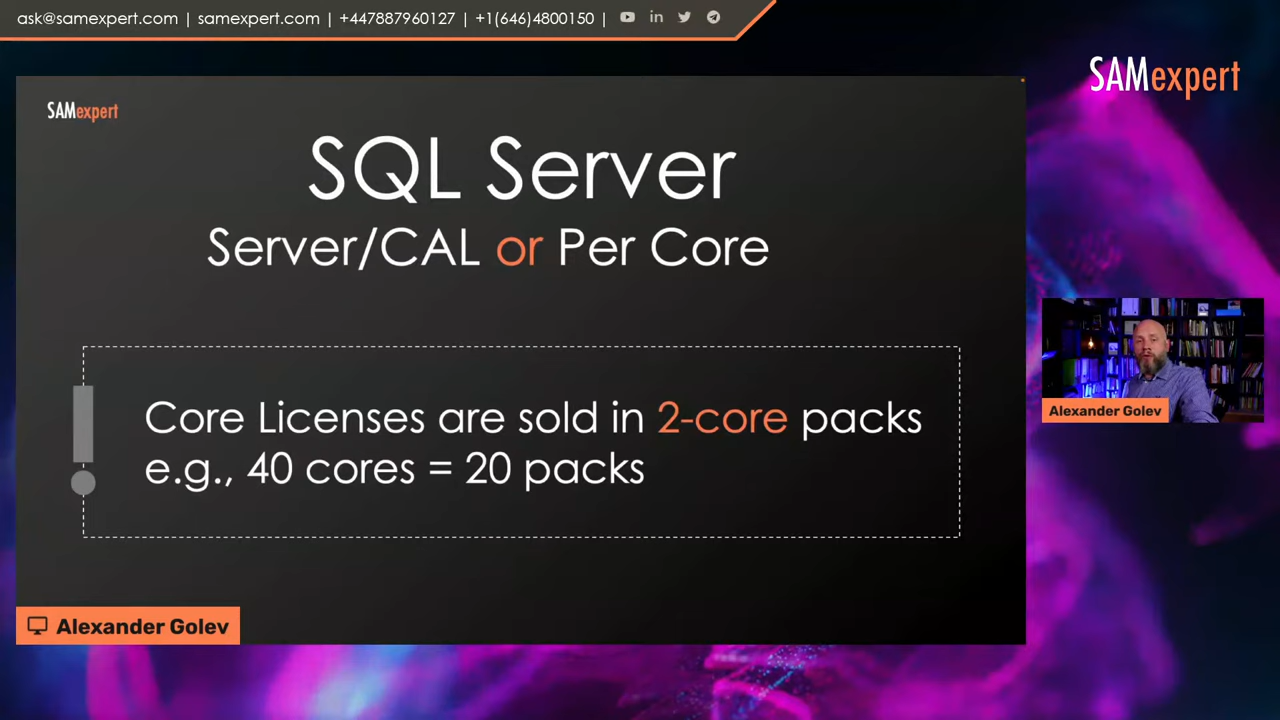 ask@samexpert.com | samexpert.com | +447887960127 | +1(646)4800150 |
SAMexpert
SAMexpert
SQL Server
Server/CAL or Per Core
Core Licenses are sold in 2-core packs
e.g., 40 cores = 20 packs
Alexander Golev
Alexander Golev